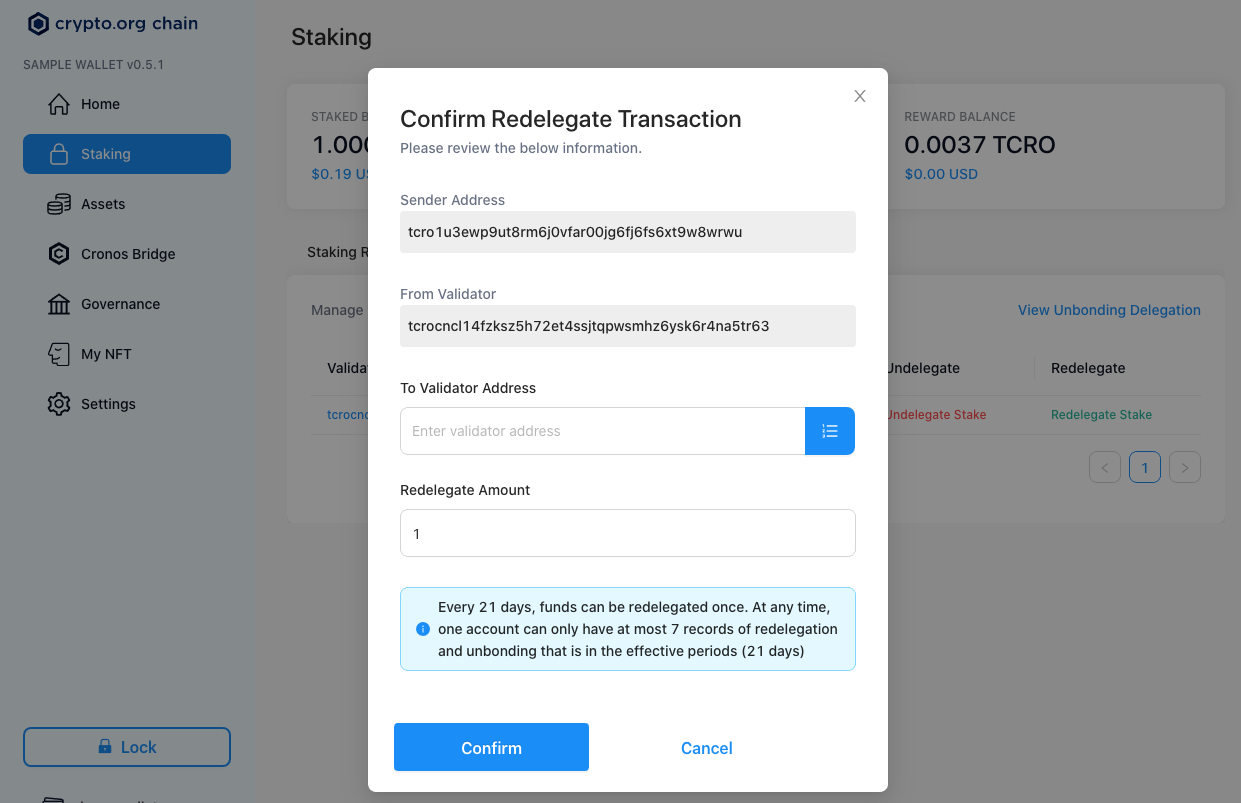 crypto.org chain
SAMPLE WALLET v0.5.1
Home
Staking
Assets
Cronos Bridge
Governance
My NFT
Settings
Lock
Staking
STAKED B
1.000
$0.19 US
REWARD BALANCE
0.0037 TCRO
$0.00 USD
Staking R
Manage
View Unbonding Delegation
Valida
Undelegate
Redelegate
tcrocnc
Undelegate Stake
Redelegate Stake
1
Confirm Redelegate Transaction
Please review the below information.
Sender Address
tcro1u3ewp9ut8rm6j0vfar00jg6fj6fs6xt9w8wrwu
From Validator
tcrocncl14fzksz5h72et4ssjtqpwsmhz6ysk6r4na5tr63
To Validator Address
Enter validator address
Redelegate Amount
1
Every 21 days, funds can be redelegated once. At any time,
one account can only have at most 7 records of redelegation
and unbonding that is in the effective periods (21 days)
Confirm
Cancel